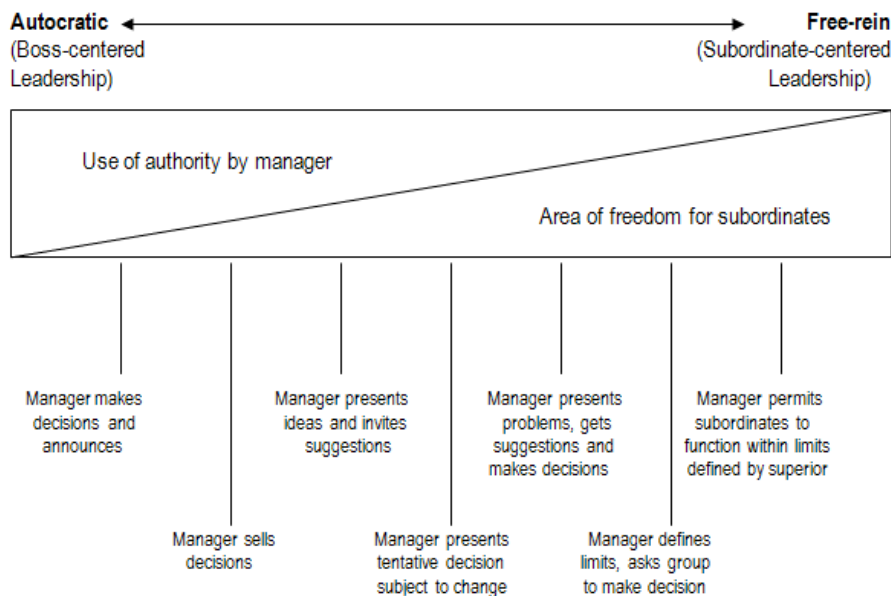 Autocratic
(Boss-centered
Leadership)
Free-rein
(Subordinate-centered
Leadership)
Use of authority by manager
Area of freedom for subordinates
Manager makes
decisions and
announces
Manager presents
ideas and invites
suggestions
Manager presents
problems, gets
suggestions and
makes decisions
Manager permits
subordinates to
function within limits
defined by superior
Manager sells
decisions
Manager presents
tentative decision
subject to change
Manager defines
limits, asks group
to make decision